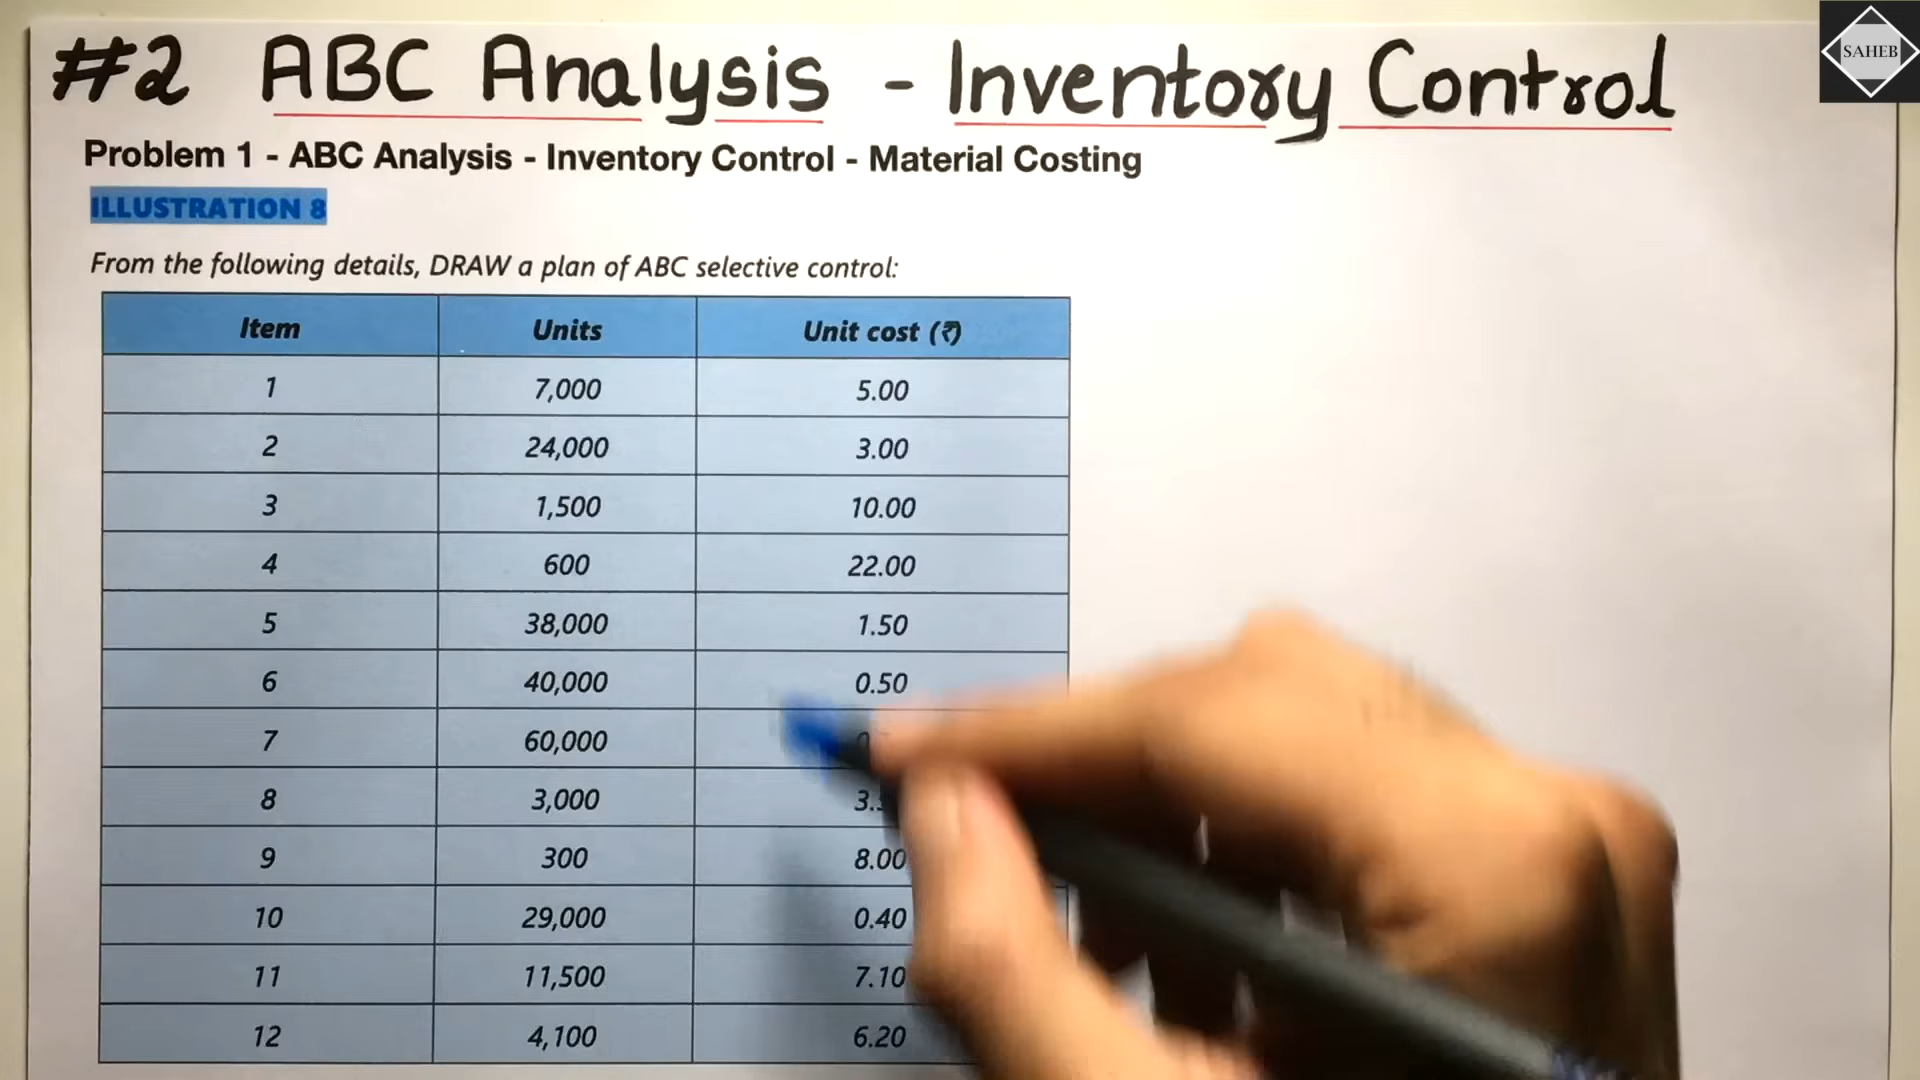 #2 ABC Analysis - Inventory Control
SAHEB
Problem 1 - ABC Analysis - Inventory Control - Material Costing
ILLUSTRATION 8
From the following details, DRAW a plan of ABC selective control:
Item Units Unit cost (₹)
1 7,000 5.00
2 24,000 3.00
3 1,500 10.00
4 600 22.00
5 38,000 1.50
6 40,000 0.50
7 60,000
8 3,000
9 300 8.00
10 29,000 0.40
11 11,500 7.10
12 4,100 6.20